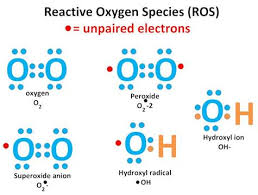 Reactive Oxygen Species (ROS)
= unpaired electrons
O O
oxygen
O2
O O
Peroxide
O2-2
O O
Superoxide anion
O2-
O H
Hydroxyl radical
•OH
O H
Hydroxyl ion
OH-